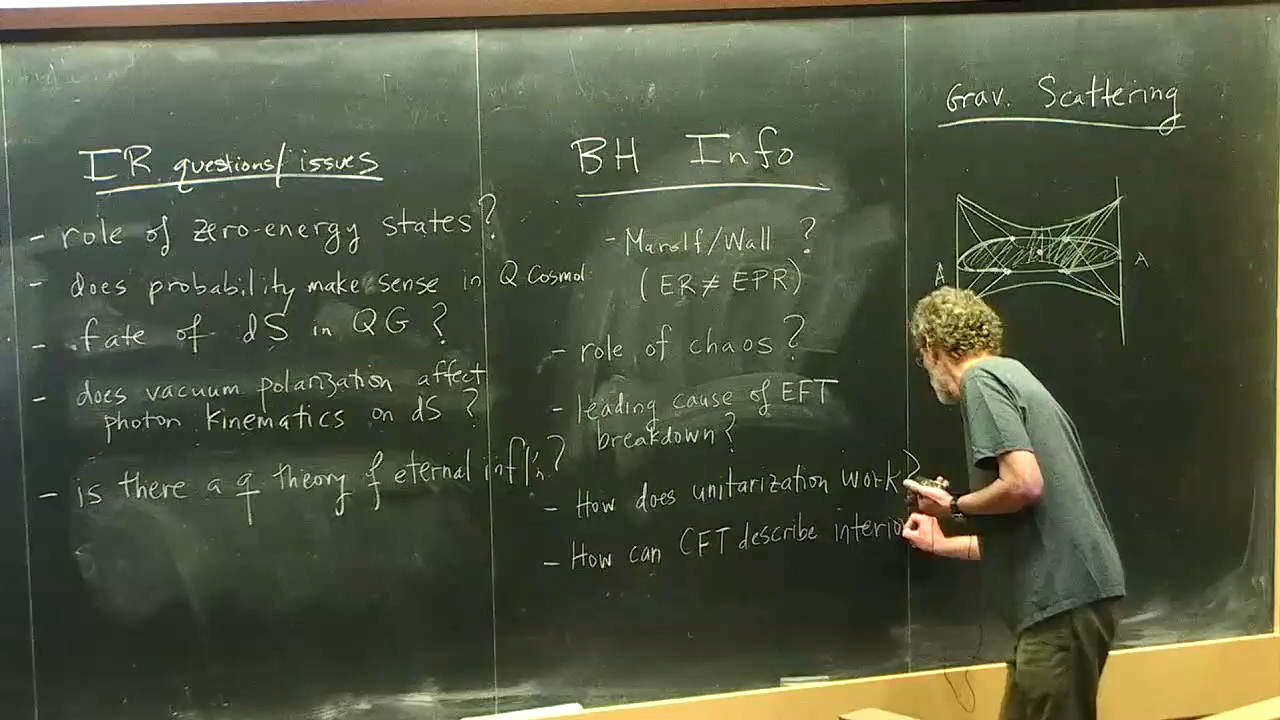 IR questions/issues
- role of zero-energy states?
- does probability make sense in Q Cosmol.
- fate of dS in QG?
- does vacuum polarization affect
photon kinematics on dS?
- is there a q theory of eternal infl'n?
BH Info
- Marolf/Wall ?
(ER ≠ EPR)
- role of chaos?
- leading cause of EFT
breakdown?
- How does unitarization work?
- How can CFT describe interio
Grav. Scattering
A
A